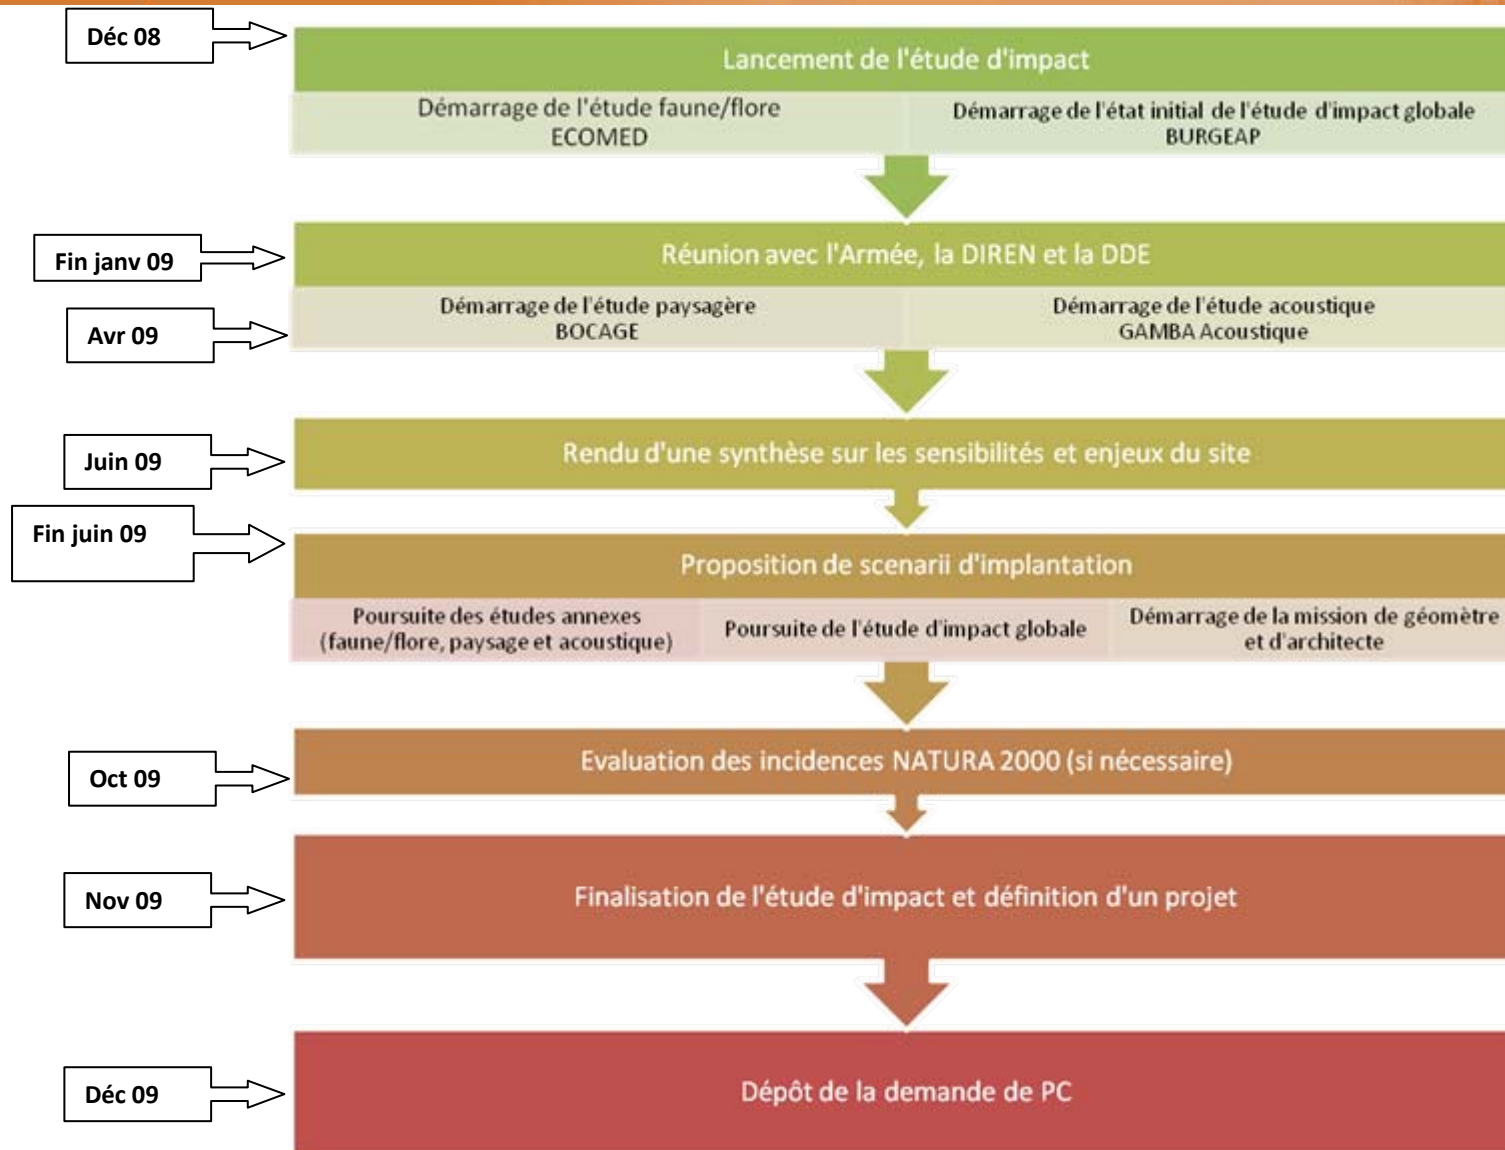 Déc 08
Lancement de l'étude d'impact
Démarrage de l'étude faune/flore
ECOMED
Démarrage de l'état initial de l'étude d'impact globale
BURGEAP
Fin janv 09
Réunion avec l'Armée, la DIREN et la DDE
Avr 09
Démarrage de l'étude paysagère
BOCAGE
Démarrage de l'étude acoustique
GAMBA Acoustique
Juin 09
Rendu d'une synthèse sur les sensibilités et enjeux du site
Fin juin 09
Proposition de scenarii d'implantation
Poursuite des études annexes
(faune/flore, paysage et acoustique)
Poursuite de l'étude d'impact globale
Démarrage de la mission de géomètre
et d'architecte
Oct 09
Evaluation des incidences NATURA 2000 (si nécessaire)
Nov 09
Finalisation de l'étude d'impact et définition d'un projet
Déc 09
Dépôt de la demande de PC